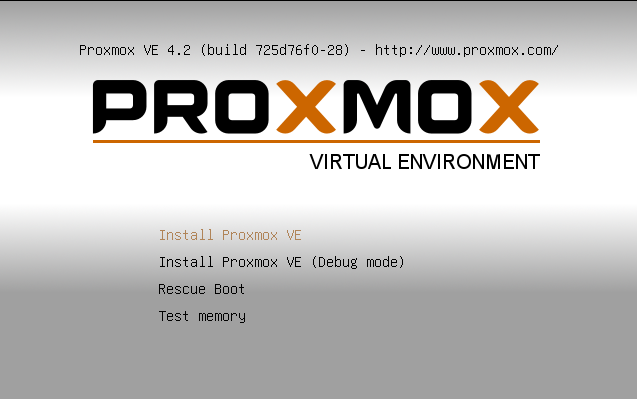 Proxmox VE 4.2 (build 725d76f0-28) - http://www.proxmox.com/
PROXMOX
VIRTUAL ENVIRONMENT
Install Proxmox VE
Install Proxmox VE (Debug mode)
Rescue Boot
Test memory